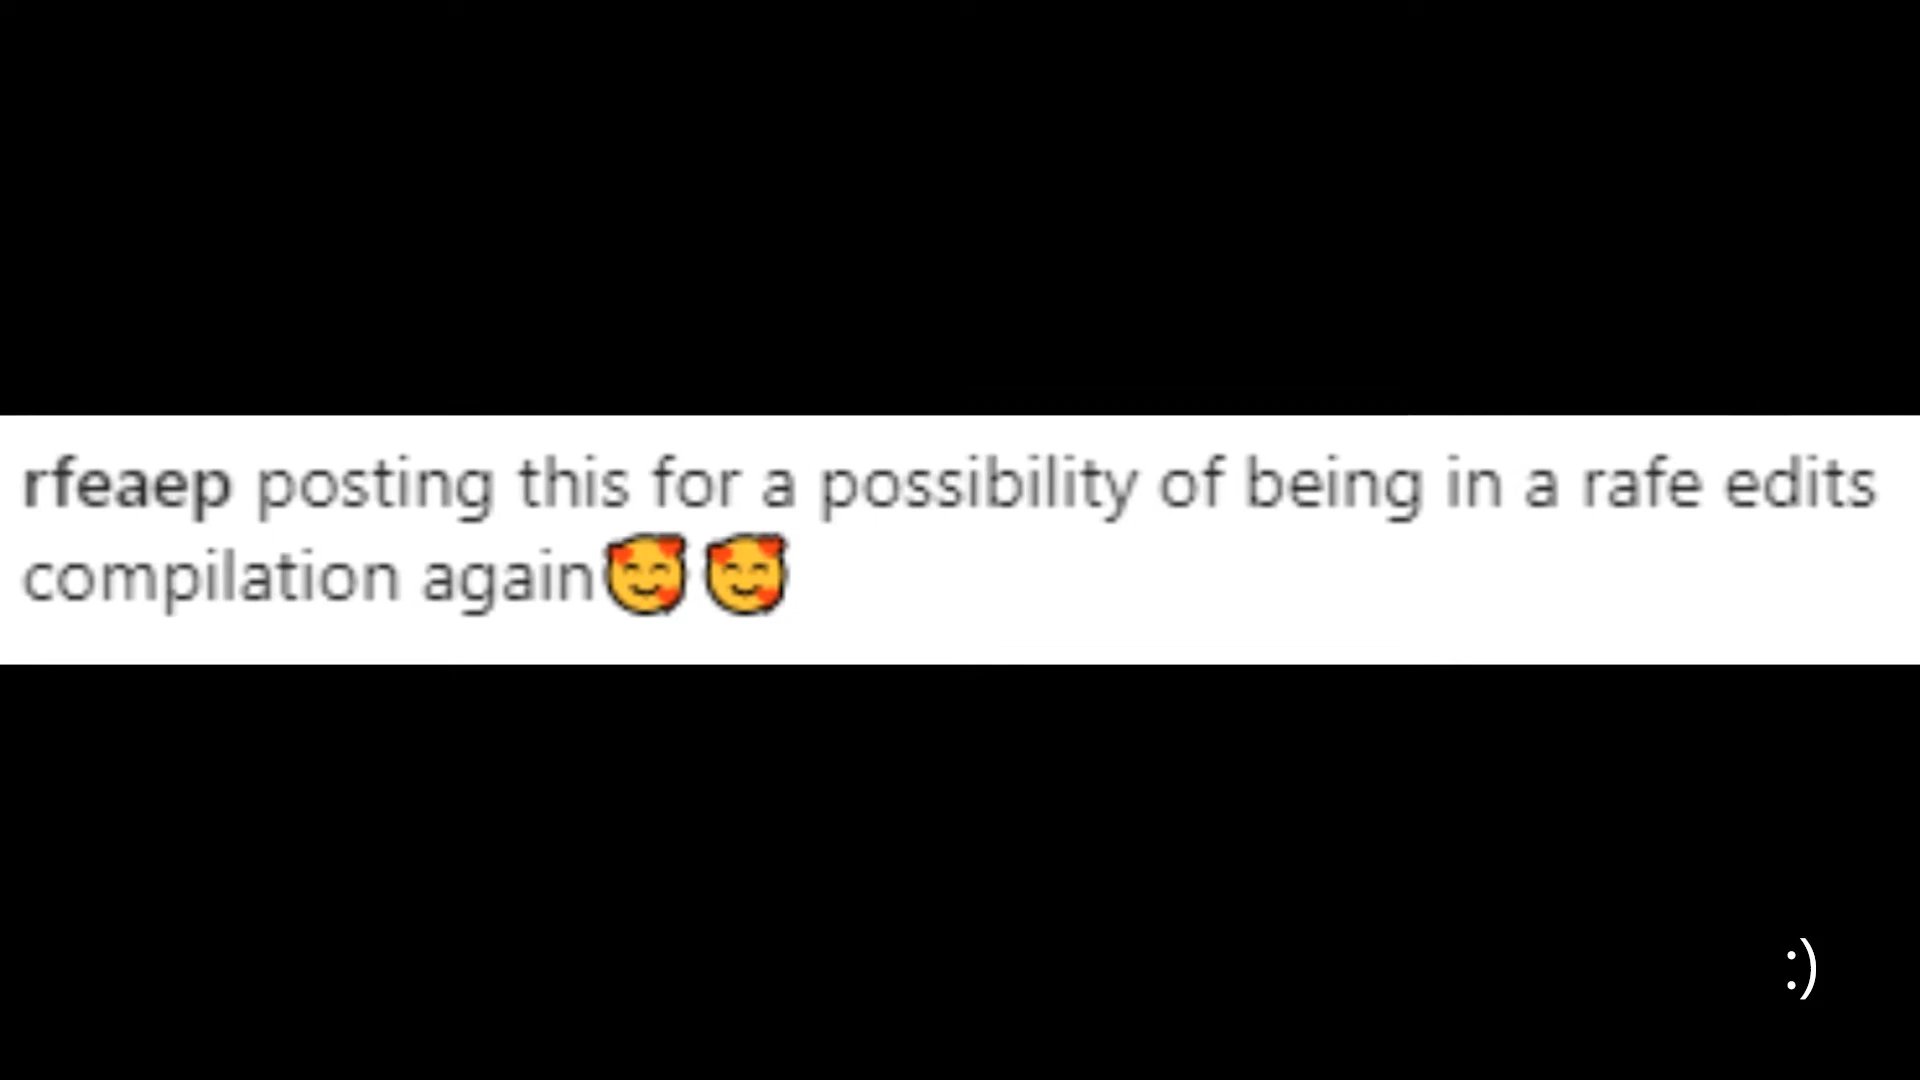 rfeaep posting this for a possibility of being in a rafe edits
compilation again🥰🥰
:)